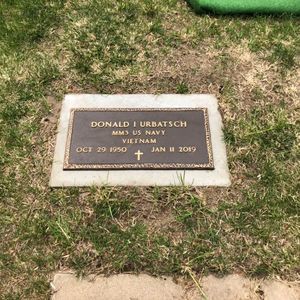 DONALD I URBATSCH
MM3 US NAVY
VIETNAM
OCT 29 1950 JAN 11 2019